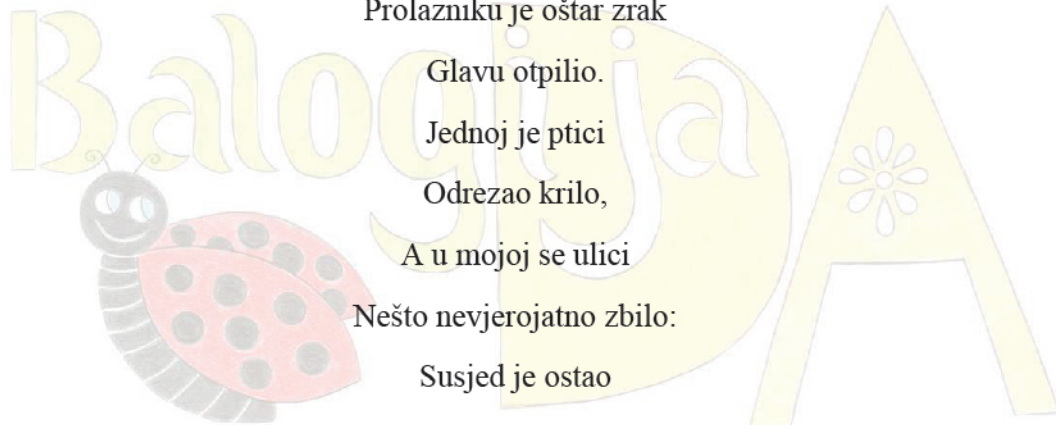 Prolazniku je oštar zrak
Glavu otpilio.
Jednoj je ptici
Odrezao krilo,
A u mojoj se ulici
Nešto nevjerojatno zbilo:
Susjed je ostao
Balogija
DA